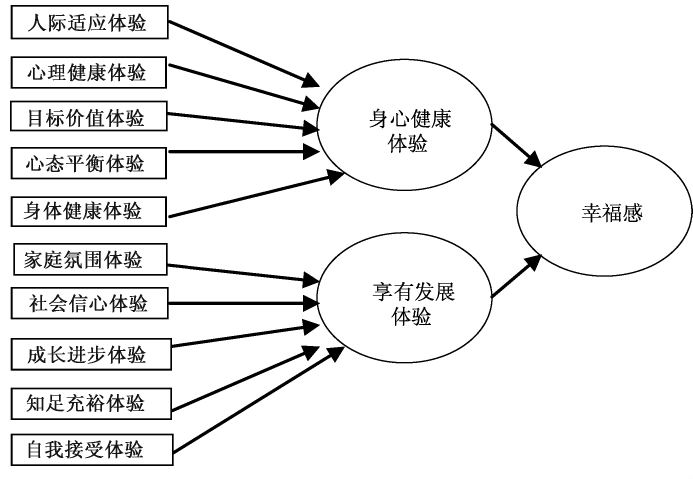 人际适应体验
心理健康体验
目标价值体验
心态平衡体验
身体健康体验
家庭氛围体验
社会信心体验
成长进步体验
知足充裕体验
自我接受体验
身心健康
体验
享有发展
体验
幸福感